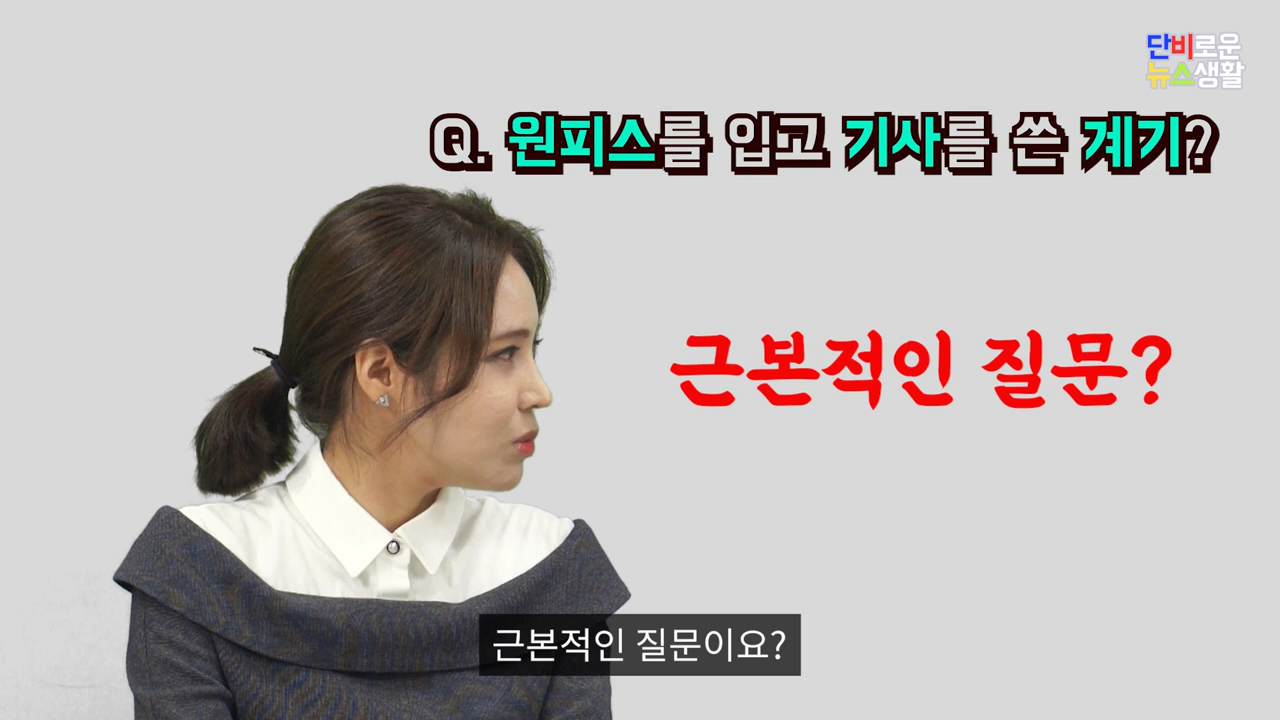 단비로운
뉴스생활
Q. 원피스를 입고 기사를 쓴 계기?
근본적인 질문?
근본적인 질문이요?